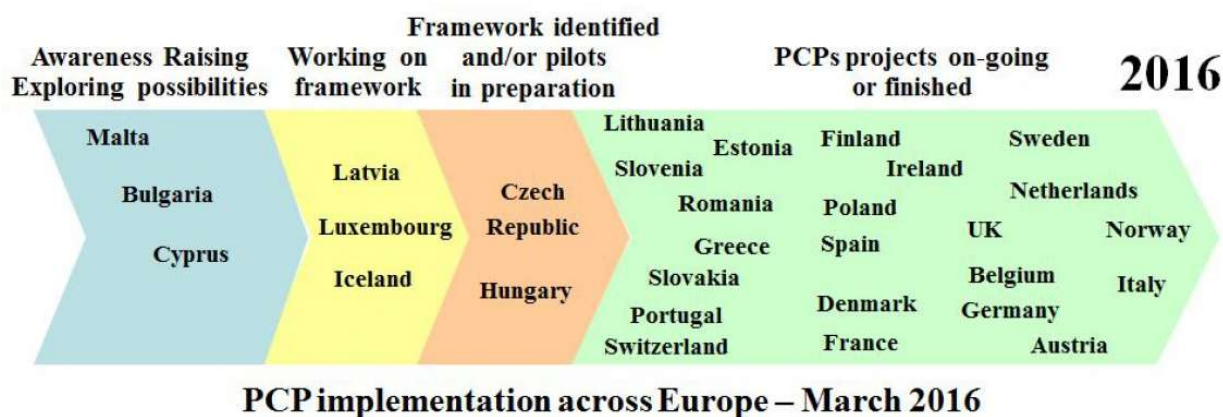 Awareness Raising
Exploring possibilities
Working on
framework
Framework identified
and/or pilots
in preparation
PCPs projects on-going
or finished
2016
Malta
Bulgaria
Cyprus
Latvia
Luxembourg
Iceland
Czech
Republic
Hungary
Lithuania
Estonia
Slovenia
Romania
Greece
Slovakia
Portugal
Switzerland
Finland
Ireland
Poland
Spain
Denmark
France
Sweden
Netherlands
UK
Norway
Belgium
Italy
Germany
Austria
PCP implementation across Europe – March 2016